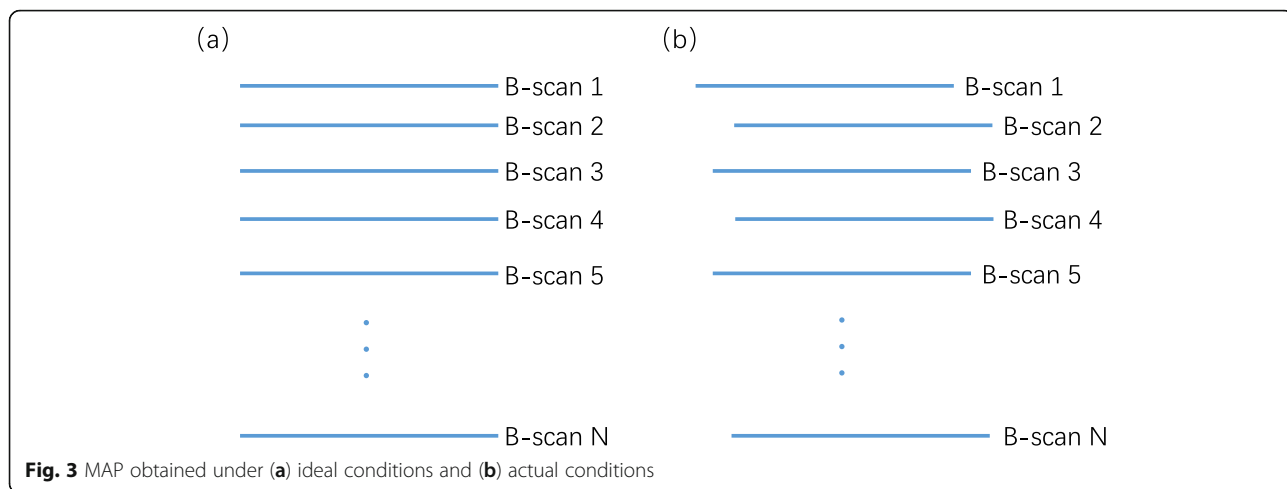 (a)
B-scan 1
B-scan 2
B-scan 3
B-scan 4
B-scan 5
B-scan N
(b)
B-scan 1
B-scan 2
B-scan 3
B-scan 4
B-scan 5
B-scan N
Fig. 3 MAP obtained under (a) ideal conditions and (b) actual conditions